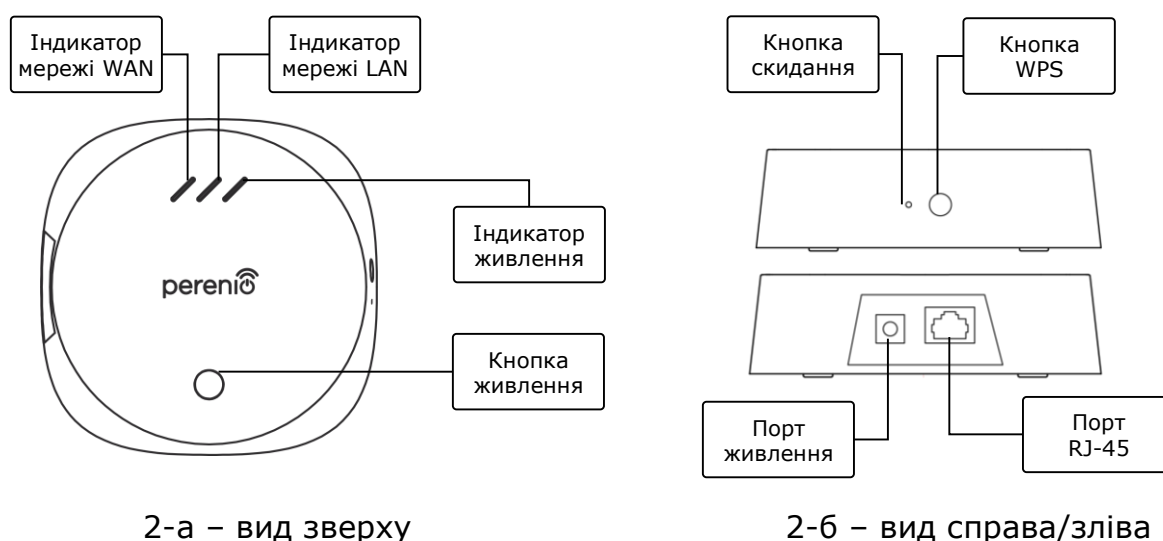 Індикатор
мережі WAN
Індикатор
мережі LAN
Індикатор
живлення
perenio
Кнопка
живлення
2-а – вид зверху
Кнопка
скидання
Кнопка
WPS
Порт
живлення
Порт
RJ-45
2-б – вид справа/зліва